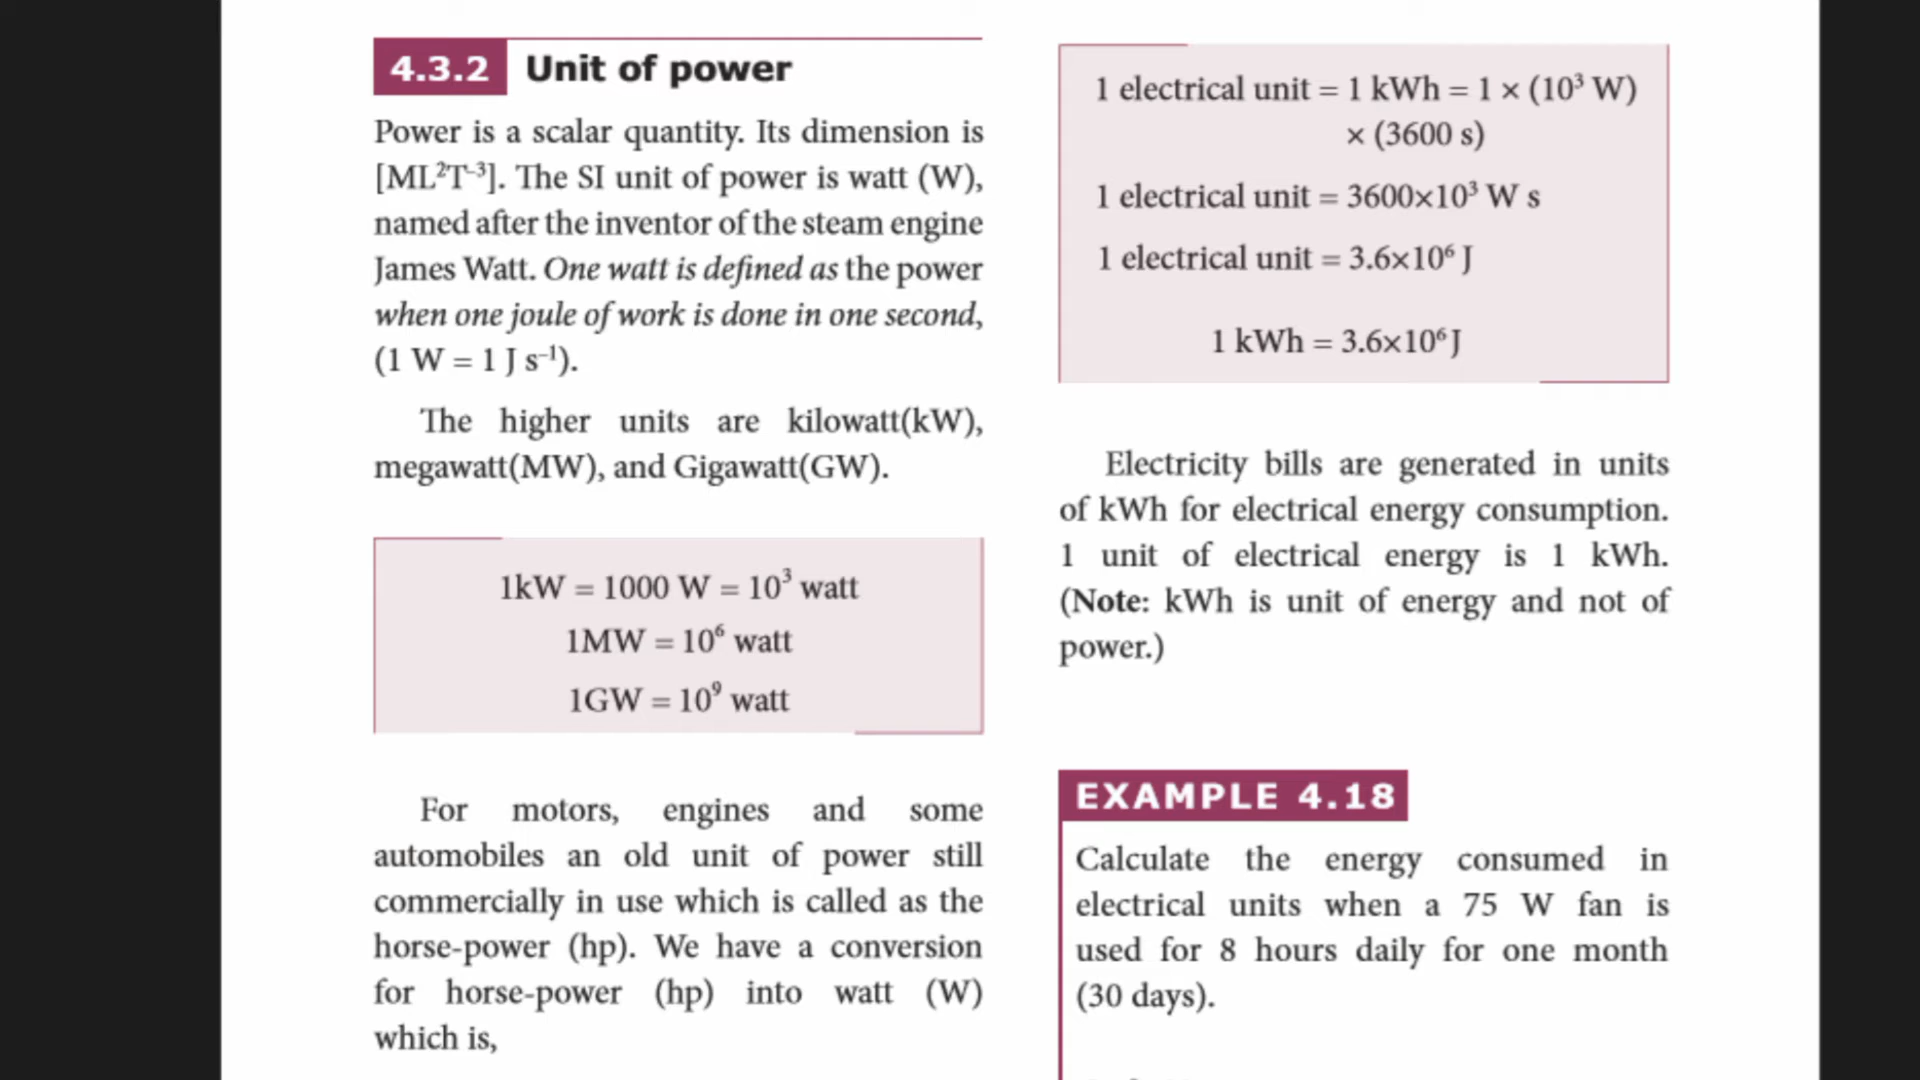 4.3.2 Unit of power
Power is a scalar quantity. Its dimension is
[ML²T⁻³]. The SI unit of power is watt (W),
named after the inventor of the steam engine
James Watt. One watt is defined as the power
when one joule of work is done in one second,
(1 W = 1 J s⁻¹).
The higher units are kilowatt(kW),
megawatt(MW), and Gigawatt(GW).
1kW = 1000 W = 10³ watt
1MW = 10⁶ watt
1GW = 10⁹ watt
For motors, engines and some
automobiles an old unit of power still
commercially in use which is called as the
horse-power (hp). We have a conversion
for horse-power (hp) into watt (W)
which is,
1 electrical unit = 1 kWh = 1 × (10³ W)
× (3600 s)
1 electrical unit = 3600×10³ W s
1 electrical unit = 3.6×10⁶ J
1 kWh = 3.6×10⁶ J
Electricity bills are generated in units
of kWh for electrical energy consumption.
1 unit of electrical energy is 1 kWh.
(Note: kWh is unit of energy and not of
power.)
EXAMPLE 4.18
Calculate the energy consumed in
electrical units when a 75 W fan is
used for 8 hours daily for one month
(30 days).